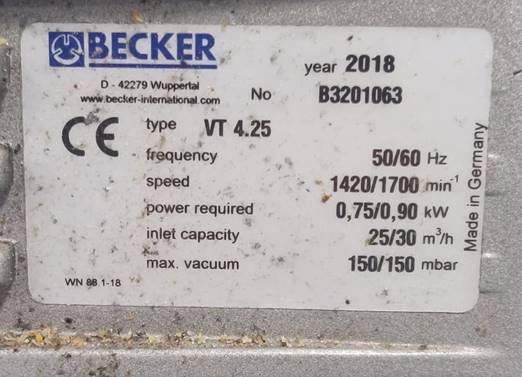 BECKER
year 2018
D - 42279 Wuppertal
www.becker-international.com
No B3201063
CE type VT 4.25
frequency 50/60 Hz
speed 1420/1700 min⁻¹
power required 0,75/0,90 kW
inlet capacity 25/30 m³/h
max. vacuum 150/150 mbar
Made in Germany
WN 88 1-18